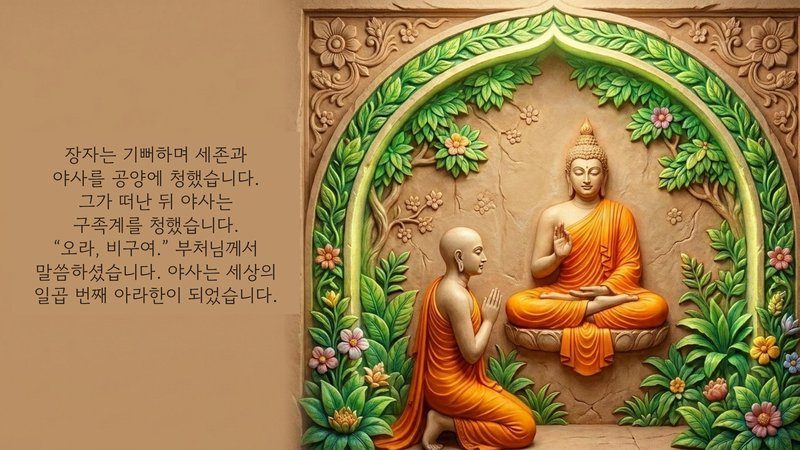 장자는 기뻐하며 세존과
야사를 공양에 청했습니다.
그가 떠난 뒤 야사는
구족계를 청했습니다.
“오라, 비구여.” 부처님께서
말씀하셨습니다. 야사는 세상의
일곱 번째 아라한이 되었습니다.